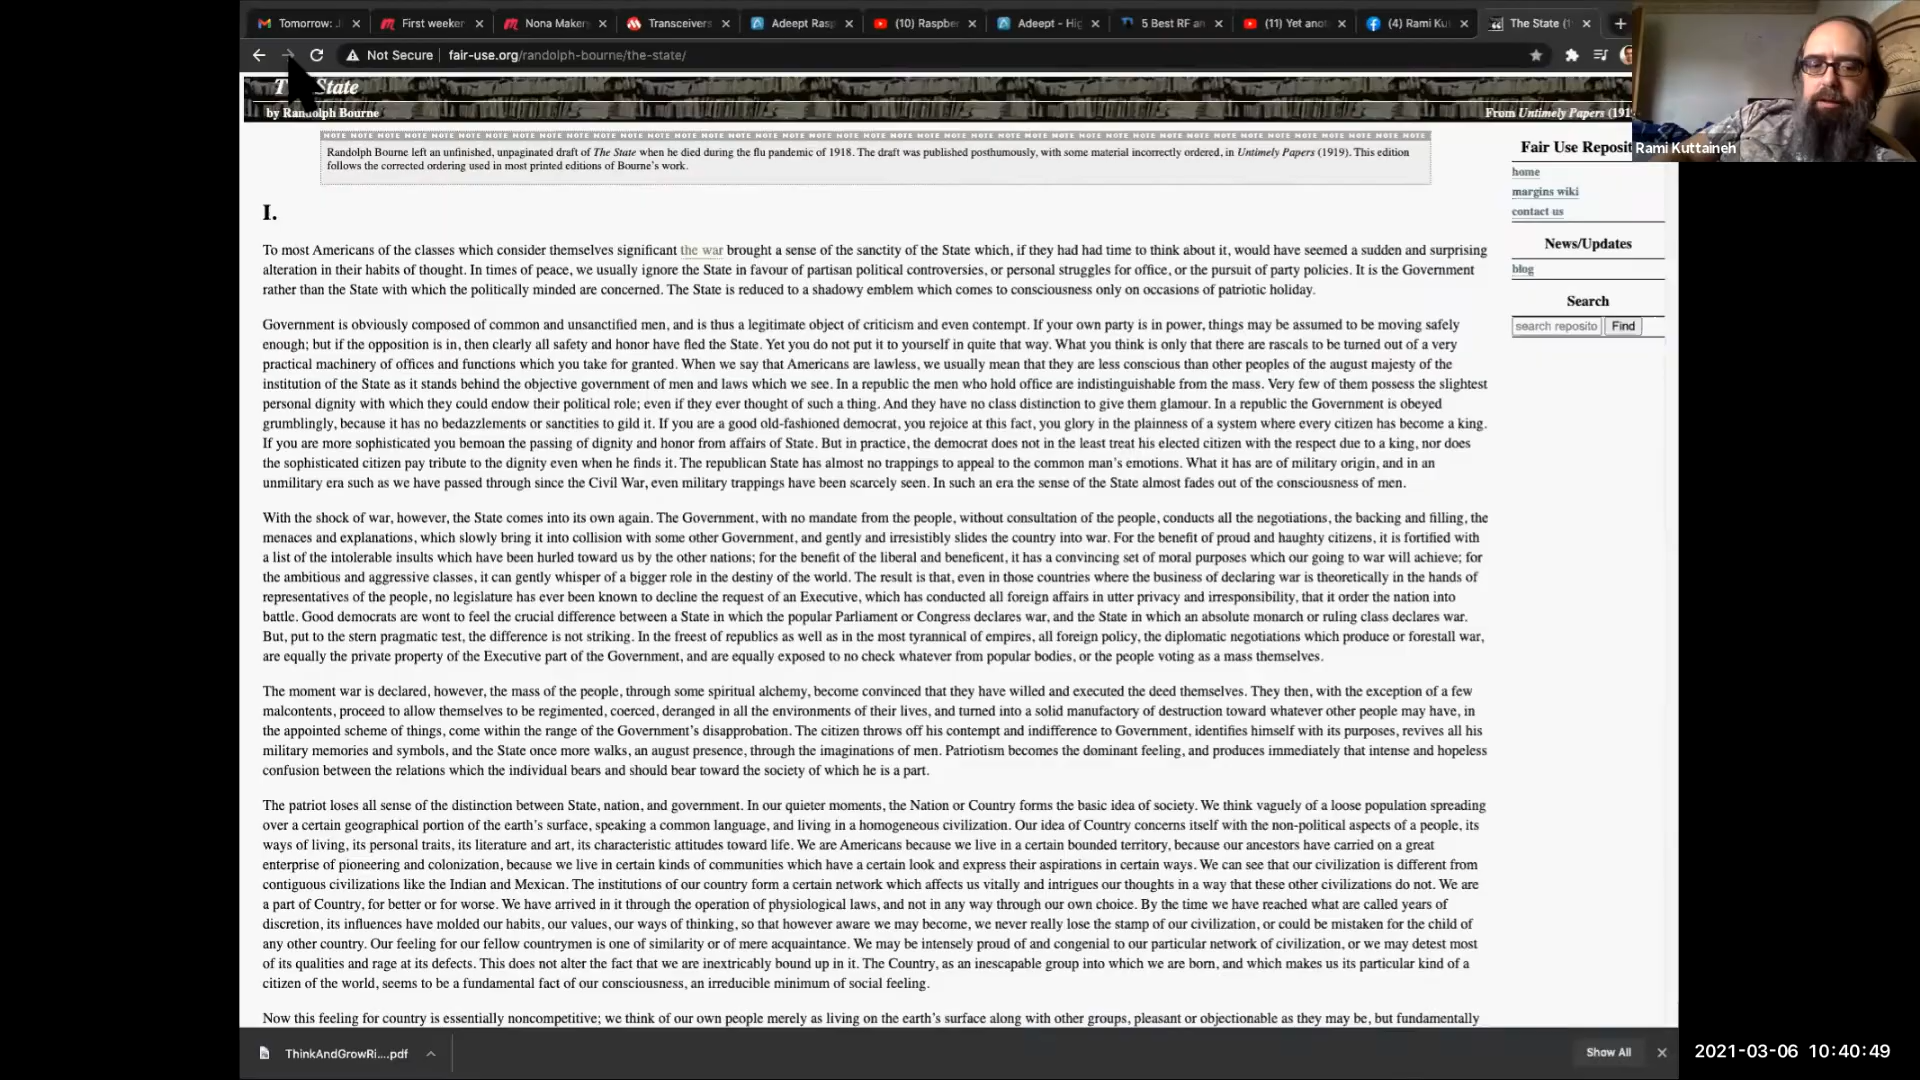 Tomorrow:
First weeker
Nona Maker
Transceivers
Adeept Rasp
(10) Raspber
Adeept - Hig
5 Best RF an
(11) Yet anot
(4) Rami Ku
The State (1
Not Secure
fair-use.org/randolph-bourne/the-state/
State
by Randolph Bourne
From Untimely Papers (191
Rami Kuttaineh
NOTE NOTE NOTE NOTE NOTE NOTE NOTE NOTE NOTE NOTE NOTE NOTE NOTE NOTE NOTE NOTE NOTE NOTE NOTE NOTE NOTE NOTE NOTE NOTE NOTE NOTE NOTE NOTE NOTE NOTE NOTE NOTE NOTE NOTE NOTE NOTE NOTE NOTE NOTE NOTE NOTE NOTE NOTE NOTE NOTE
Randolph Bourne left an unfinished, unpaginated draft of The State when he died during the flu pandemic of 1918. The draft was published posthumously, with some material incorrectly ordered, in Untimely Papers (1919). This edition
follows the corrected ordering used in most printed editions of Bourne's work.
I.
To most Americans of the classes which consider themselves significant the war brought a sense of the sanctity of the State which, if they had had time to think about it, would have seemed a sudden and surprising
alteration in their habits of thought. In times of peace, we usually ignore the State in favour of partisan political controversies, or personal struggles for office, or the pursuit of party policies. It is the Government
rather than the State with which the politically minded are concerned. The State is reduced to a shadowy emblem which comes to consciousness only on occasions of patriotic holiday.
Government is obviously composed of common and unsanctified men, and is thus a legitimate object of criticism and even contempt. If your own party is in power, things may be assumed to be moving safely
enough; but if the opposition is in, then clearly all safety and honor have fled the State. Yet you do not put it to yourself in quite that way. What you think is only that there are rascals to be turned out of a very
practical machinery of offices and functions which you take for granted. When we say that Americans are lawless, we usually mean that they are less conscious than other peoples of the august majesty of the
institution of the State as it stands behind the objective government of men and laws which we see. In a republic the men who hold office are indistinguishable from the mass. Very few of them possess the slightest
personal dignity with which they could endow their political role; even if they ever thought of such a thing. And they have no class distinction to give them glamour. In a republic the Government is obeyed
grumblingly, because it has no bedazzlements or sanctities to gild it. If you are a good old-fashioned democrat, you rejoice at this fact, you glory in the plainness of a system where every citizen has become a king.
If you are more sophisticated you bemoan the passing of dignity and honor from affairs of State. But in practice, the democrat does not in the least treat his elected citizen with the respect due to a king, nor does
the sophisticated citizen pay tribute to the dignity even when he finds it. The republican State has almost no trappings to appeal to the common man's emotions. What it has are of military origin, and in an
unmilitary era such as we have passed through since the Civil War, even military trappings have been scarcely seen. In such an era the sense of the State almost fades out of the consciousness of men.
With the shock of war, however, the State comes into its own again. The Government, with no mandate from the people, without consultation of the people, conducts all the negotiations, the backing and filling, the
menaces and explanations, which slowly bring it into collision with some other Government, and gently and irresistibly slides the country into war. For the benefit of proud and haughty citizens, it is fortified with
a list of the intolerable insults which have been hurled toward us by the other nations; for the benefit of the liberal and beneficent, it has a convincing set of moral purposes which our going to war will achieve; for
the ambitious and aggressive classes, it can gently whisper of a bigger role in the destiny of the world. The result is that, even in those countries where the business of declaring war is theoretically in the hands of
representatives of the people, no legislature has ever been known to decline the request of an Executive, which has conducted all foreign affairs in utter privacy and irresponsibility, that it order the nation into
battle. Good democrats are wont to feel the crucial difference between a State in which the popular Parliament or Congress declares war, and the State in which an absolute monarch or ruling class declares war.
But, put to the stern pragmatic test, the difference is not striking. In the freest of republics as well as in the most tyrannical of empires, all foreign policy, the diplomatic negotiations which produce or forestall war,
are equally the private property of the Executive part of the Government, and are equally exposed to no check whatever from popular bodies, or the people voting as a mass themselves.
The moment war is declared, however, the mass of the people, through some spiritual alchemy, become convinced that they have willed and executed the deed themselves. They then, with the exception of a few
malcontents, proceed to allow themselves to be regimented, coerced, deranged in all the environments of their lives, and turned into a solid manufactory of destruction toward whatever other people may have, in
the appointed scheme of things, come within the range of the Government's disapprobation. The citizen throws off his contempt and indifference to Government, identifies himself with its purposes, revives all his
military memories and symbols, and the State once more walks, an august presence, through the imaginations of men. Patriotism becomes the dominant feeling, and produces immediately that intense and hopeless
confusion between the relations which the individual bears and should bear toward the society of which he is a part.
The patriot loses all sense of the distinction between State, nation, and government. In our quieter moments, the Nation or Country forms the basic idea of society. We think vaguely of a loose population spreading
over a certain geographical portion of the earth's surface, speaking a common language, and living in a homogeneous civilization. Our idea of Country concerns itself with the non-political aspects of a people, its
ways of living, its personal traits, its literature and art, its characteristic attitudes toward life. We are Americans because we live in a certain bounded territory, because our ancestors have carried on a great
enterprise of pioneering and colonization, because we live in certain kinds of communities which have a certain look and express their aspirations in certain ways. We can see that our civilization is different from
contiguous civilizations like the Indian and Mexican. The institutions of our country form a certain network which affects us vitally and intrigues our thoughts in a way that these other civilizations do not. We are
a part of Country, for better or for worse. We have arrived in it through the operation of physiological laws, and not in any way through our own choice. By the time we have reached what are called years of
discretion, its influences have molded our habits, our values, our ways of thinking, so that however aware we may become, we never really lose the stamp of our civilization, or could be mistaken for the child of
any other country. Our feeling for our fellow countrymen is one of similarity or of mere acquaintance. We may be intensely proud of and congenial to our particular network of civilization, or we may detest most
of its qualities and rage at its defects. This does not alter the fact that we are inextricably bound up in it. The Country, as an inescapable group into which we are born, and which makes us its particular kind of a
citizen of the world, seems to be a fundamental fact of our consciousness, an irreducible minimum of social feeling.
Now this feeling for country is essentially noncompetitive; we think of our own people merely as living on the earth's surface along with other groups, pleasant or objectionable as they may be, but fundamentally
Fair Use Reposit
home
margins wiki
contact us
News/Updates
blog
Search
search reposito Find
ThinkAndGrowRi....pdf
Show All
2021-03-06 10:40:49